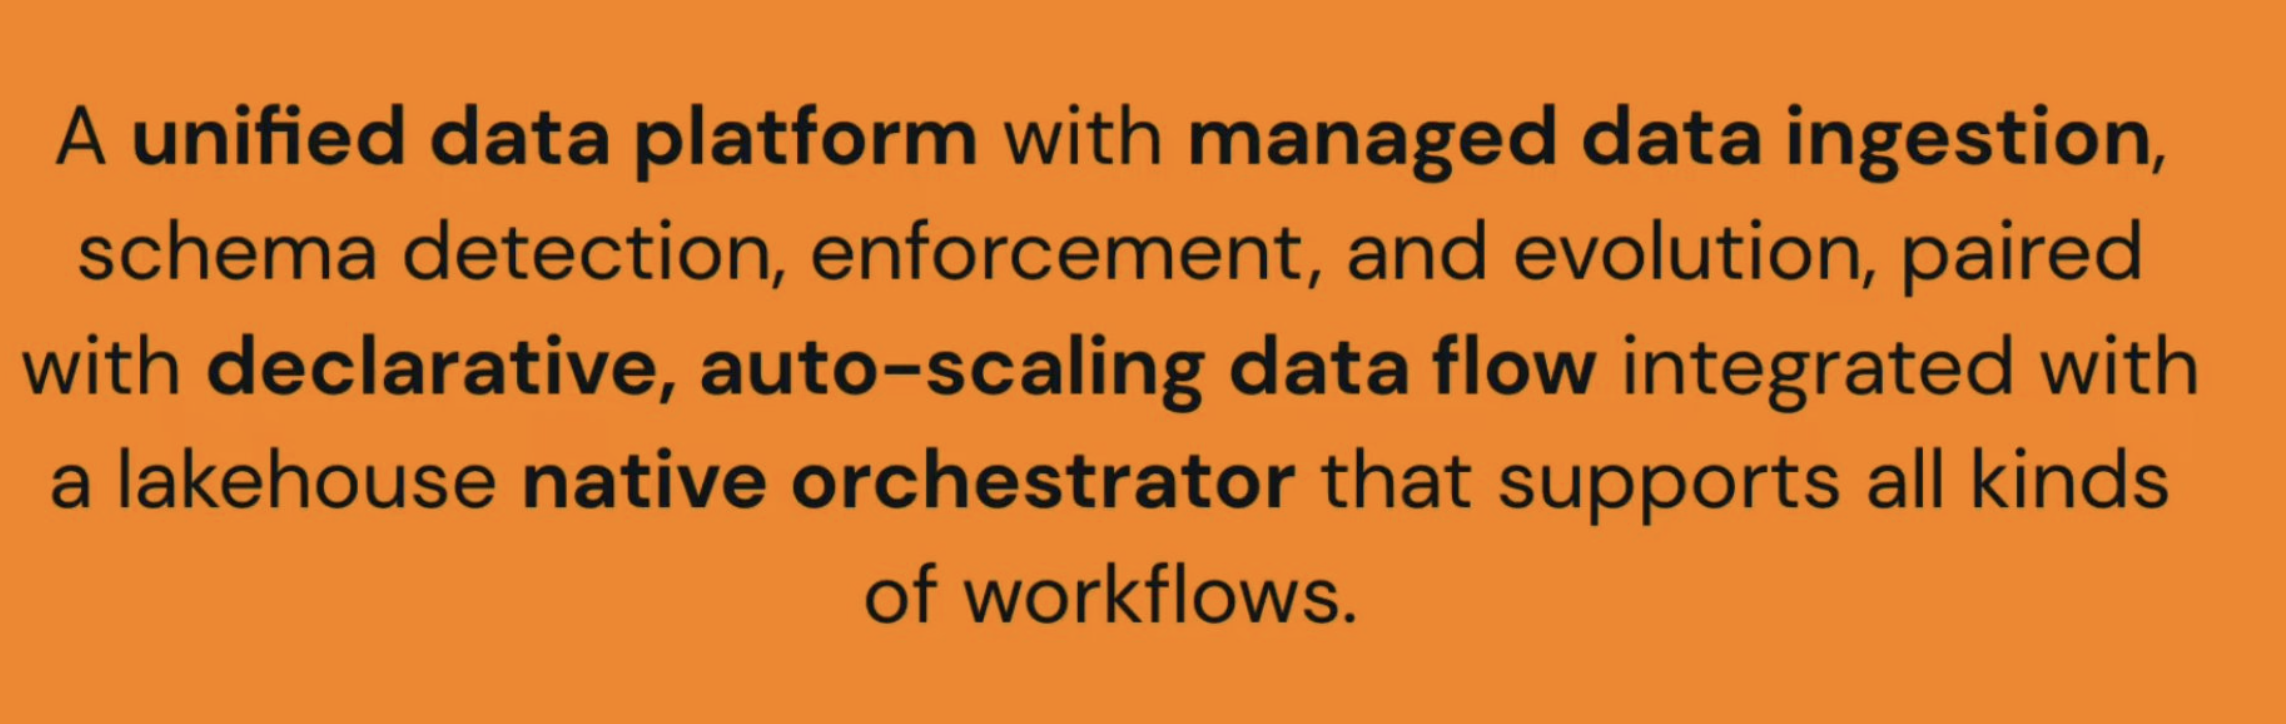 A unified data platform with managed data ingestion,
schema detection, enforcement, and evolution, paired
with declarative, auto-scaling data flow integrated with
a lakehouse native orchestrator that supports all kinds
of workflows.